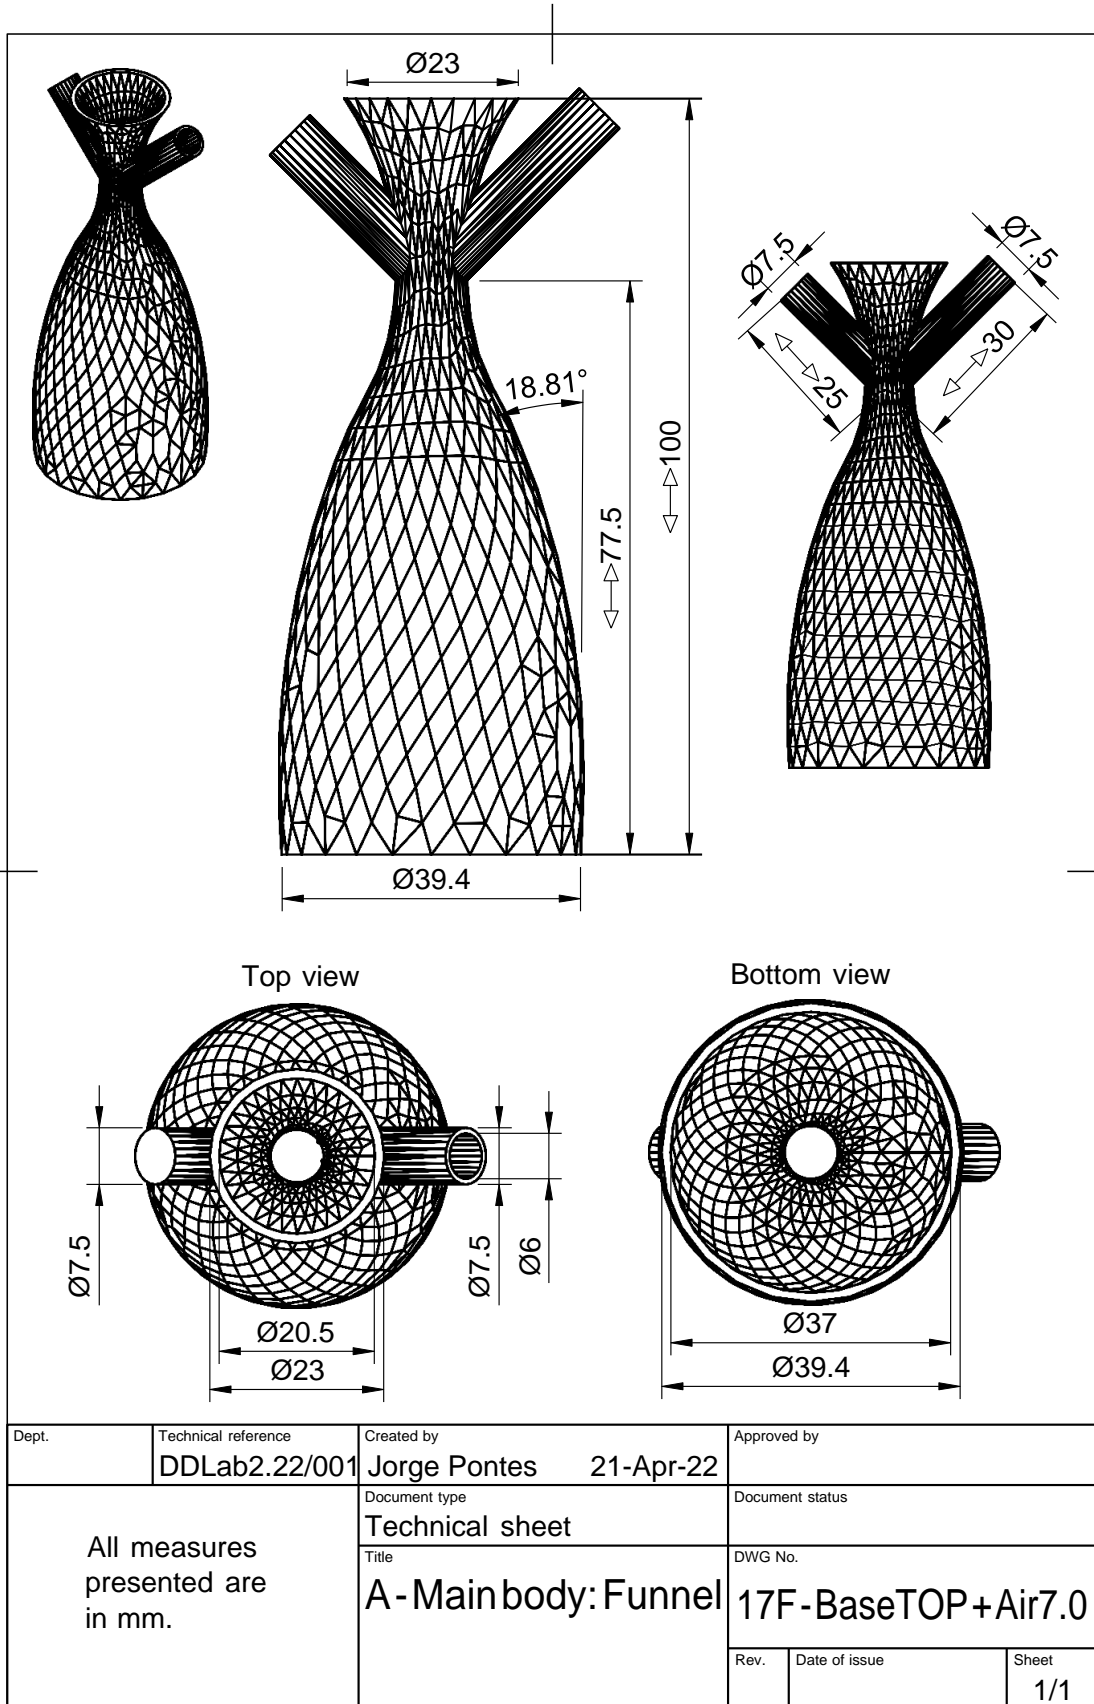 Ø23
Ø7.5
Ø7.5
18.81°
25
30
100
77.5
Ø39.4
Top view
Bottom view
Ø7.5
Ø7.5
Ø6
Ø20.5
Ø23
Ø37
Ø39.4
Dept.
Technical reference
DDLab2.22/001
Created by
Jorge Pontes 21-Apr-22
Approved by
All measures
presented are
in mm.
Document type
Technical sheet
Document status
Title
A-Main body: Funnel
DWG No.
17F-BaseTOP+Air7.0
Rev.
Date of issue
Sheet
1/1